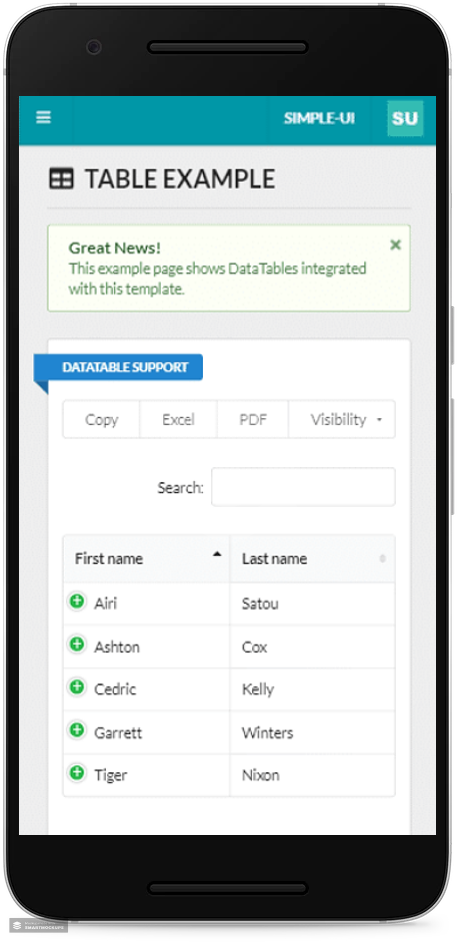 SIMPLE-UI
SU
TABLE EXAMPLE
Great News!
This example page shows DataTables integrated
with this template.
DATATABLE SUPPORT
Copy Excel PDF Visibility
Search:
First name Last name
Airi Satou
Ashton Cox
Cedric Kelly
Garrett Winters
Tiger Nixon
SMARTMOCKUPS